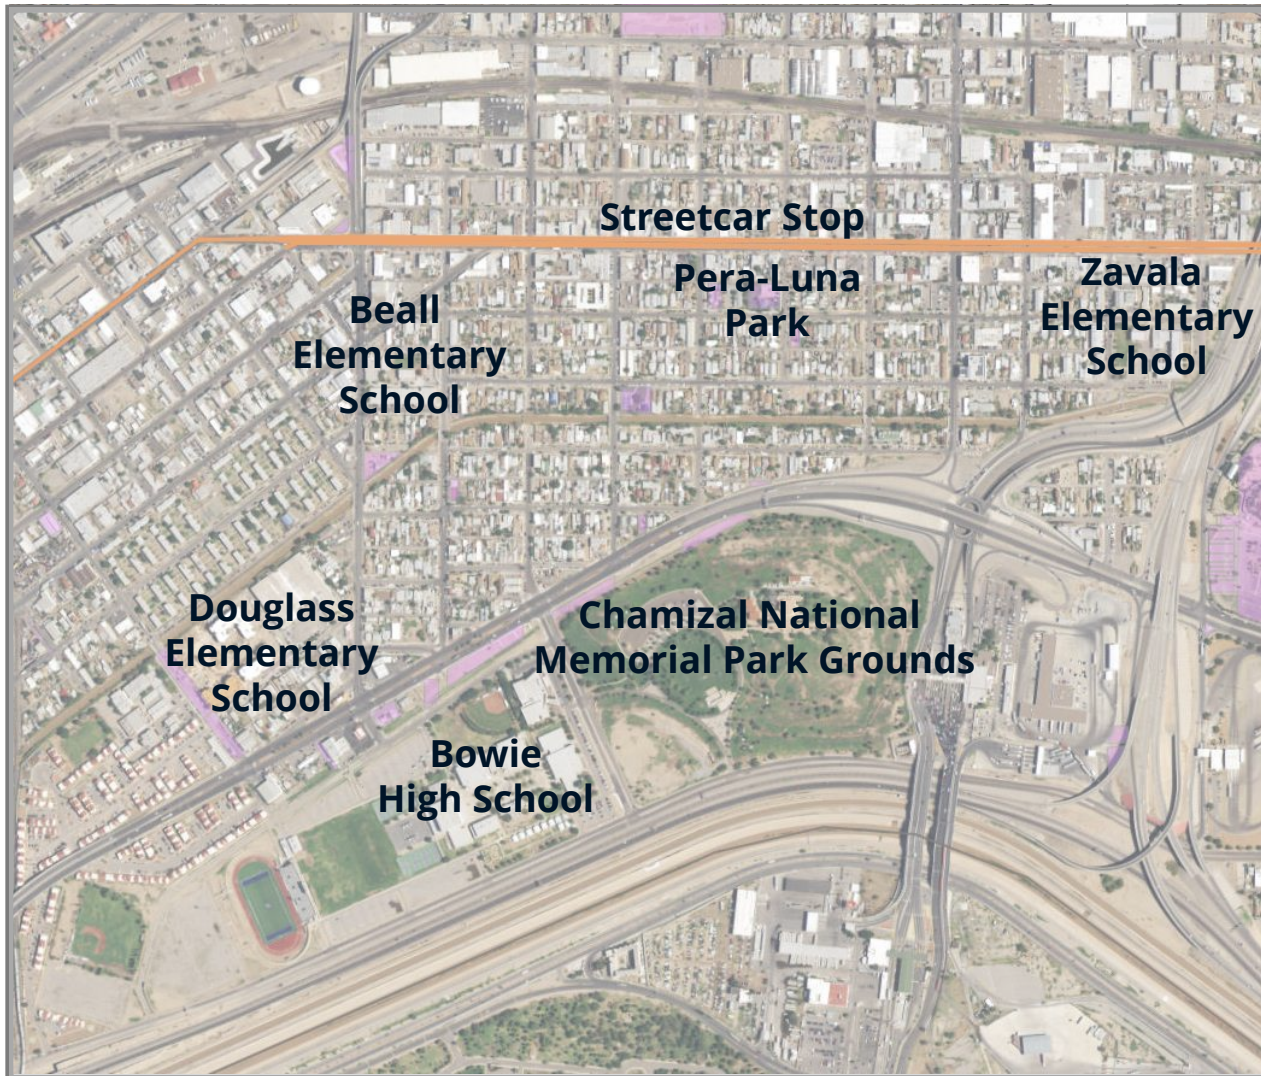 Streetcar Stop
Pera-Luna
Park
Zavala
Elementary
School
Beall
Elementary
School
Douglass
Elementary
School
Chamizal National
Memorial Park Grounds
Bowie
High School